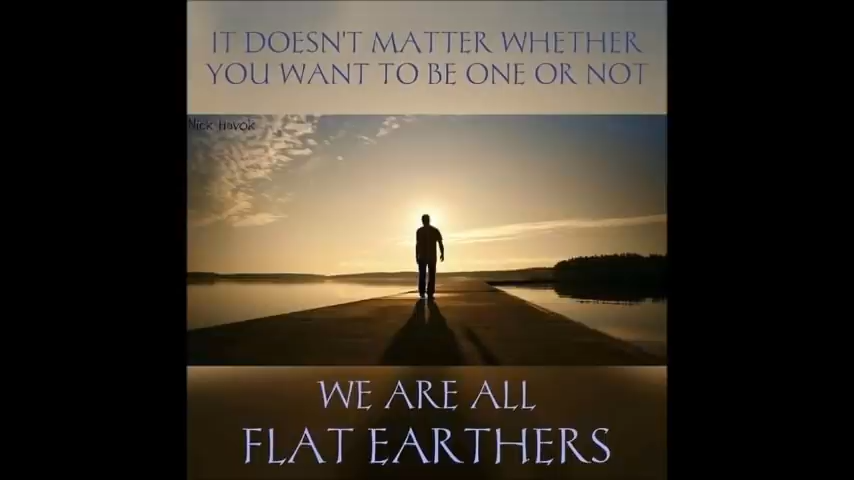 IT DOESN'T MATTER WHETHER
YOU WANT TO BE ONE OR NOT
Nick Havok
WE ARE ALL
FLAT EARTHERS